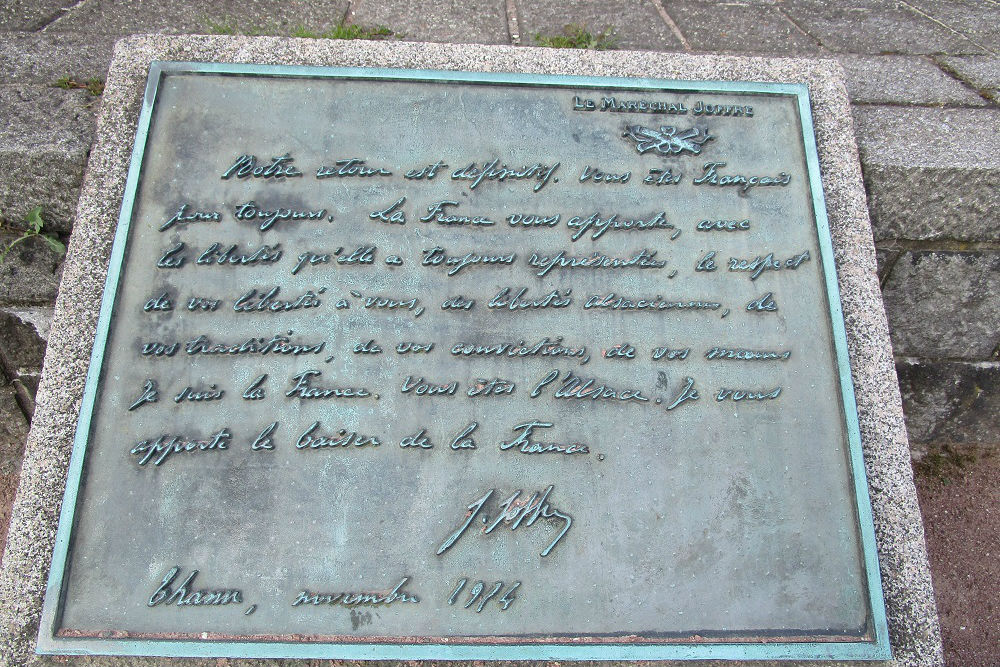 LE MARÉCHAL JOFFRE
Notre retour est définitif. Vous êtes Français
pour toujours. La France vous apporte, avec
les libertés qu'elle a toujours représentées, le respect
de vos libertés à vous, des libertés alsaciennes, de
vos traditions, de vos convictions, de vos mœurs
Je suis la France. Vous êtes l'Alsace. Je vous
apporte le baiser de la France.
J. Joffre
Thann, novembre 1914